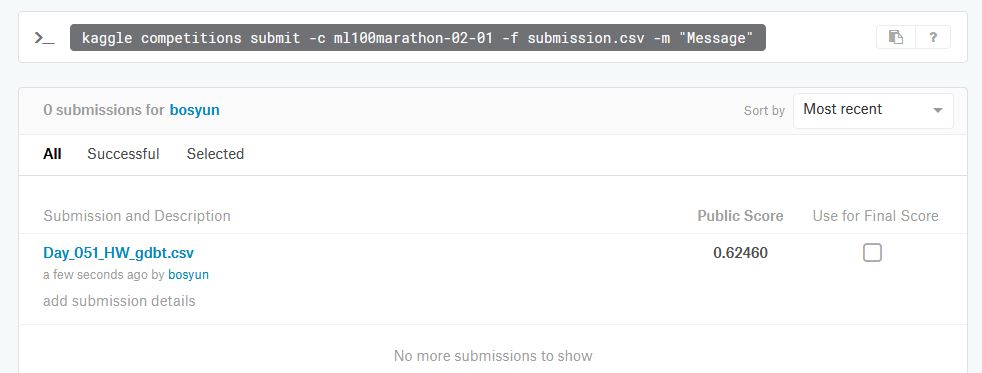 >_ kaggle competitions submit -c ml100marathon-02-01 -f submission.csv -m "Message" ?
0 submissions for bosyun Sort by Most recent
All Successful Selected
Submission and Description Public Score Use for Final Score
Day_051_HW_gdbt.csv 0.62460
a few seconds ago by bosyun
add submission details
No more submissions to show